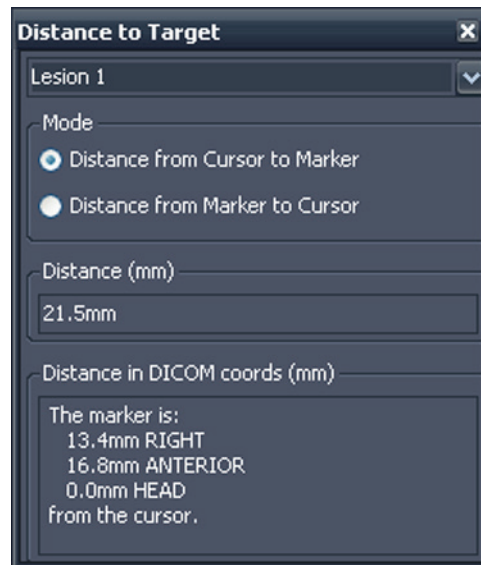 Distance to Target
Lesion 1
Mode
Distance from Cursor to Marker
Distance from Marker to Cursor
Distance (mm)
21.5mm
Distance in DICOM coords (mm)
The marker is:
13.4mm RIGHT
16.8mm ANTERIOR
0.0mm HEAD
from the cursor.